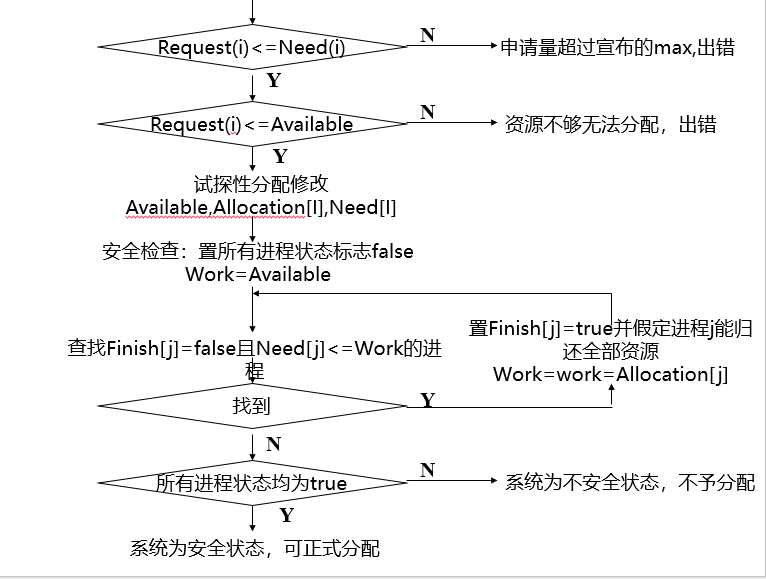 Request(i)<=Need(i)
N
申请量超过宣布的max,出错
Y
Request(i)<=Available
N
资源不够无法分配，出错
Y
试探性分配修改
Available,Allocation[I],Need[I]
安全检查：置所有进程状态标志false
Work=Available
查找Finish[j]=false且Need[j]<=Work的进
程
置Finish[j]=true并假定进程j能归
还全部资源
Work=work=Allocation[j]
找到
Y
N
所有进程状态均为true
N
系统为不安全状态，不予分配
Y
系统为安全状态，可正式分配